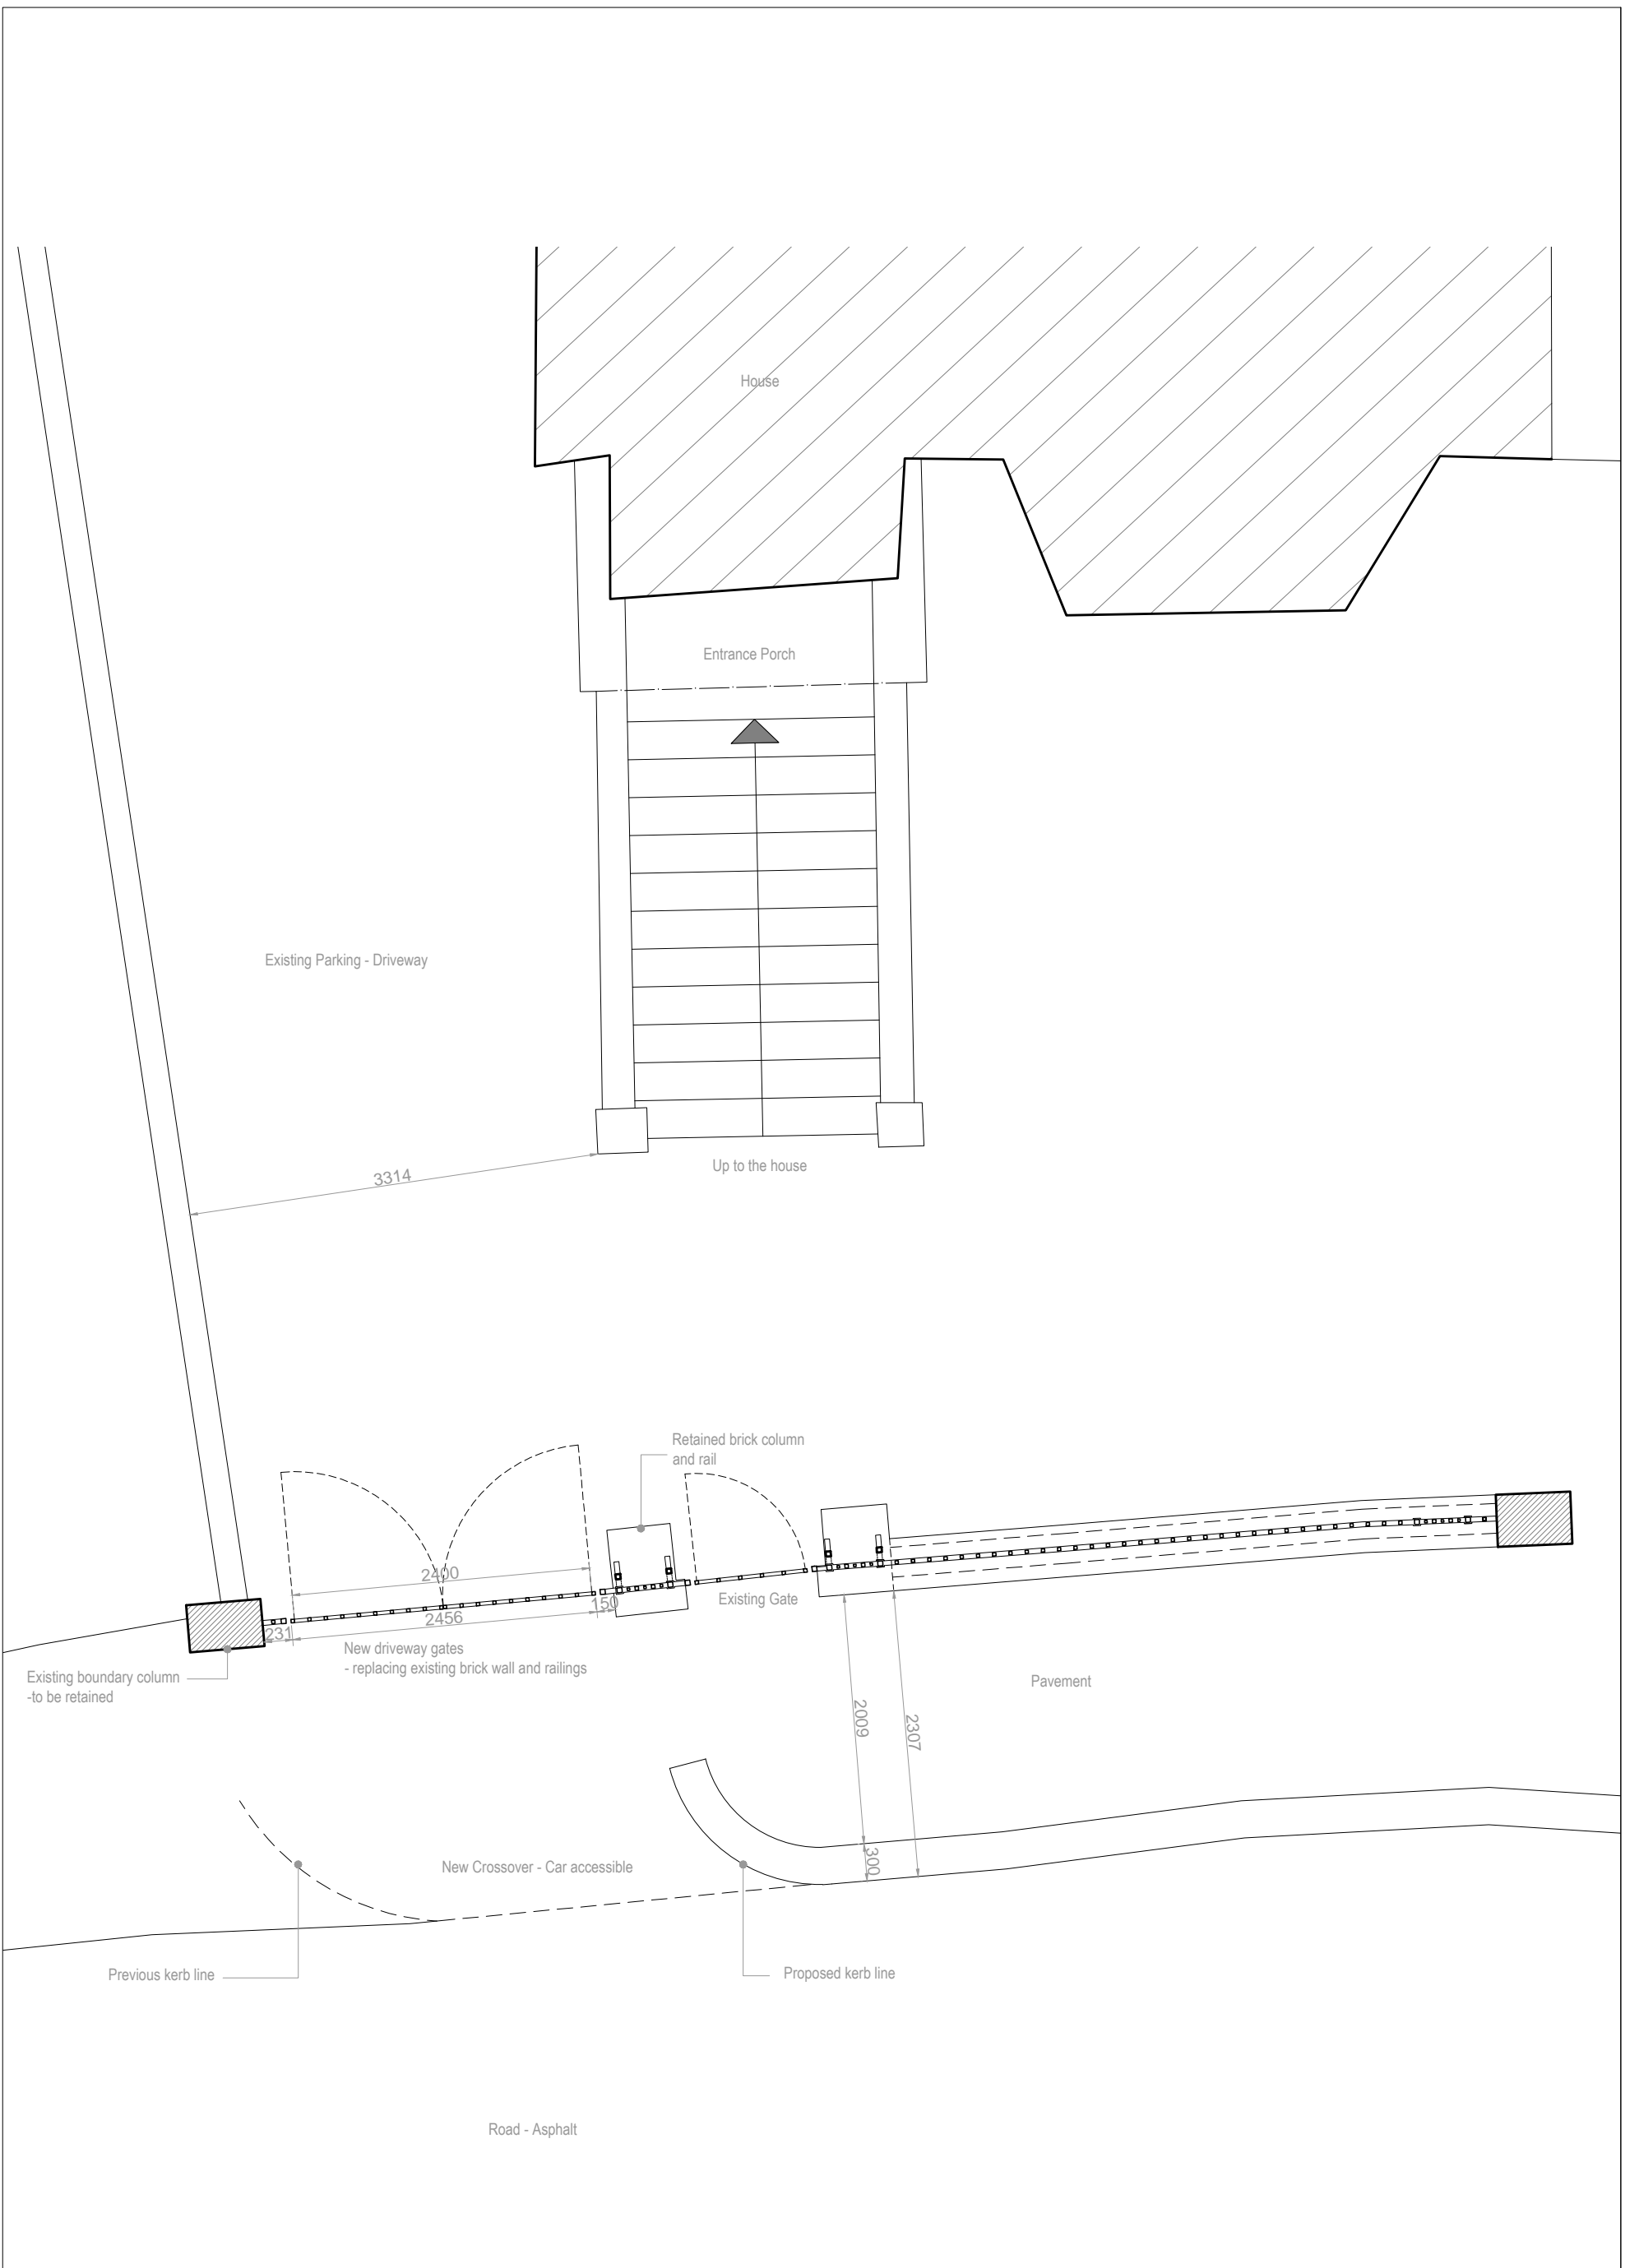 House
Entrance Porch
Existing Parking - Driveway
Up to the house
3314
Retained brick column
and rail
2400
2456
150
231
Existing Gate
New driveway gates
- replacing existing brick wall and railings
Existing boundary column
-to be retained
Pavement
2009
2307
300
New Crossover - Car accessible
Previous kerb line
Proposed kerb line
Road - Asphalt